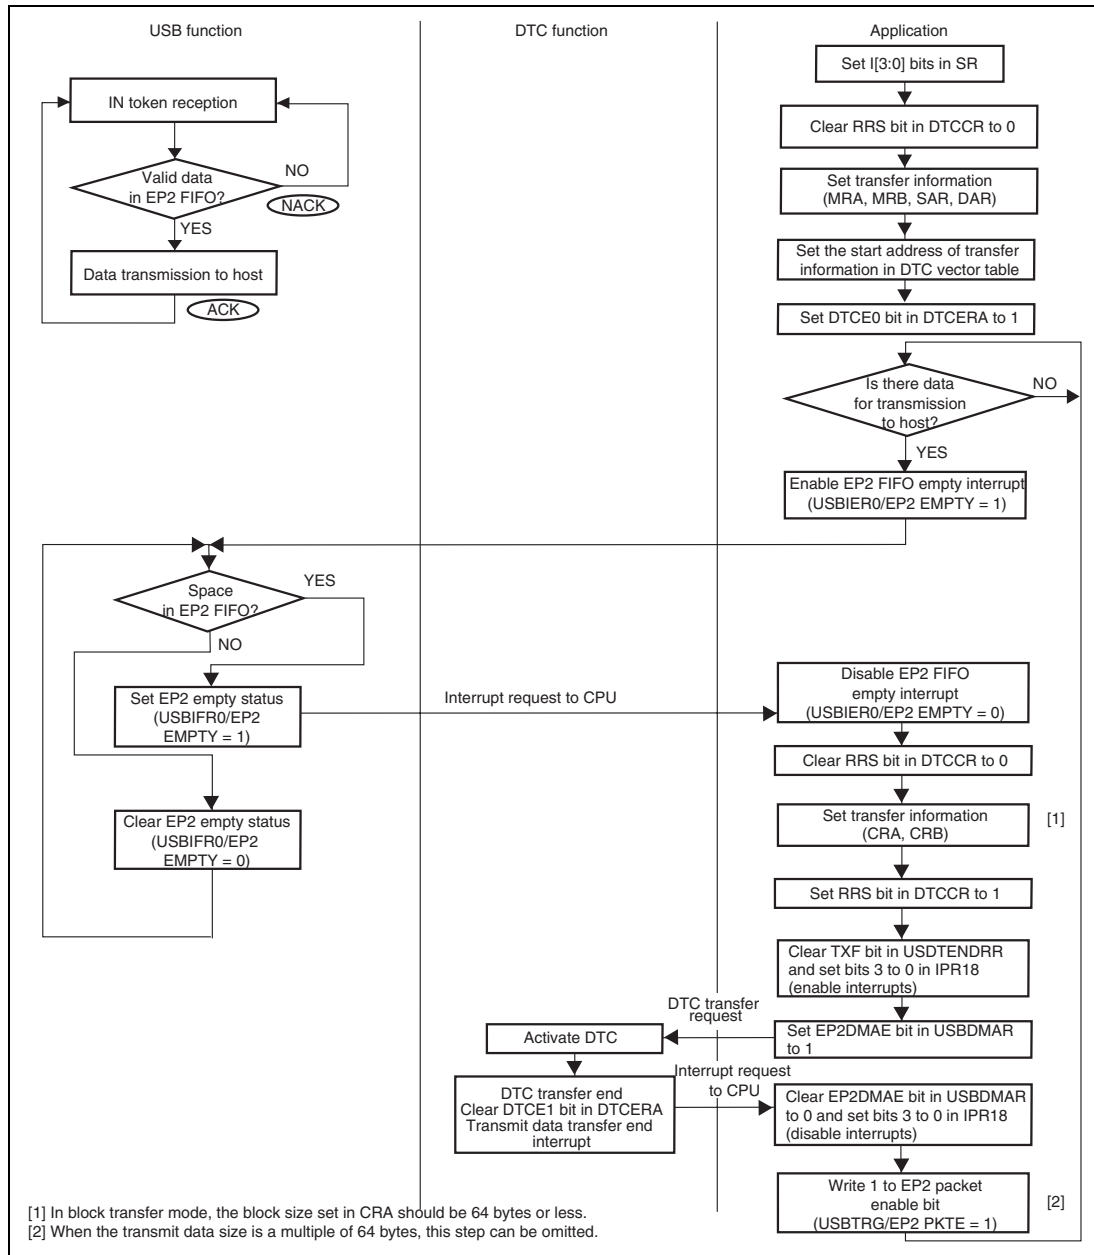 USB function
DTC function
Application
Set I[3:0] bits in SR
IN token reception
Clear RRS bit in DTCCR to 0
NO
Valid data
in EP2 FIFO?
NACK
YES
Set transfer information
(MRA, MRB, SAR, DAR)
Data transmission to host
ACK
Set the start address of transfer
information in DTC vector table
Set DTCE0 bit in DTCERA to 1
Is there data
for transmission
to host?
NO
YES
Enable EP2 FIFO empty interrupt
(USBIER0/EP2 EMPTY = 1)
Space
in EP2 FIFO?
YES
NO
Set EP2 empty status
(USBIFR0/EP2
EMPTY = 1)
Interrupt request to CPU
Disable EP2 FIFO
empty interrupt
(USBIER0/EP2 EMPTY = 0)
Clear RRS bit in DTCCR to 0
Clear EP2 empty status
(USBIFR0/EP2
EMPTY = 0)
Set transfer information
(CRA, CRB)
[1]
Set RRS bit in DTCCR to 1
Clear TXF bit in USDTENDRR
and set bits 3 to 0 in IPR18
(enable interrupts)
DTC transfer
request
Set EP2DMAE bit in USBDMAR
to 1
Activate DTC
Interrupt request
to CPU
DTC transfer end
Clear DTCE1 bit in DTCERA
Transmit data transfer end
interrupt
Clear EP2DMAE bit in USBDMAR
to 0 and set bits 3 to 0 in IPR18
(disable interrupts)
Write 1 to EP2 packet
enable bit
(USBTRG/EP2 PKTE = 1)
[2]
[1] In block transfer mode, the block size set in CRA should be 64 bytes or less.
[2] When the transmit data size is a multiple of 64 bytes, this step can be omitted.